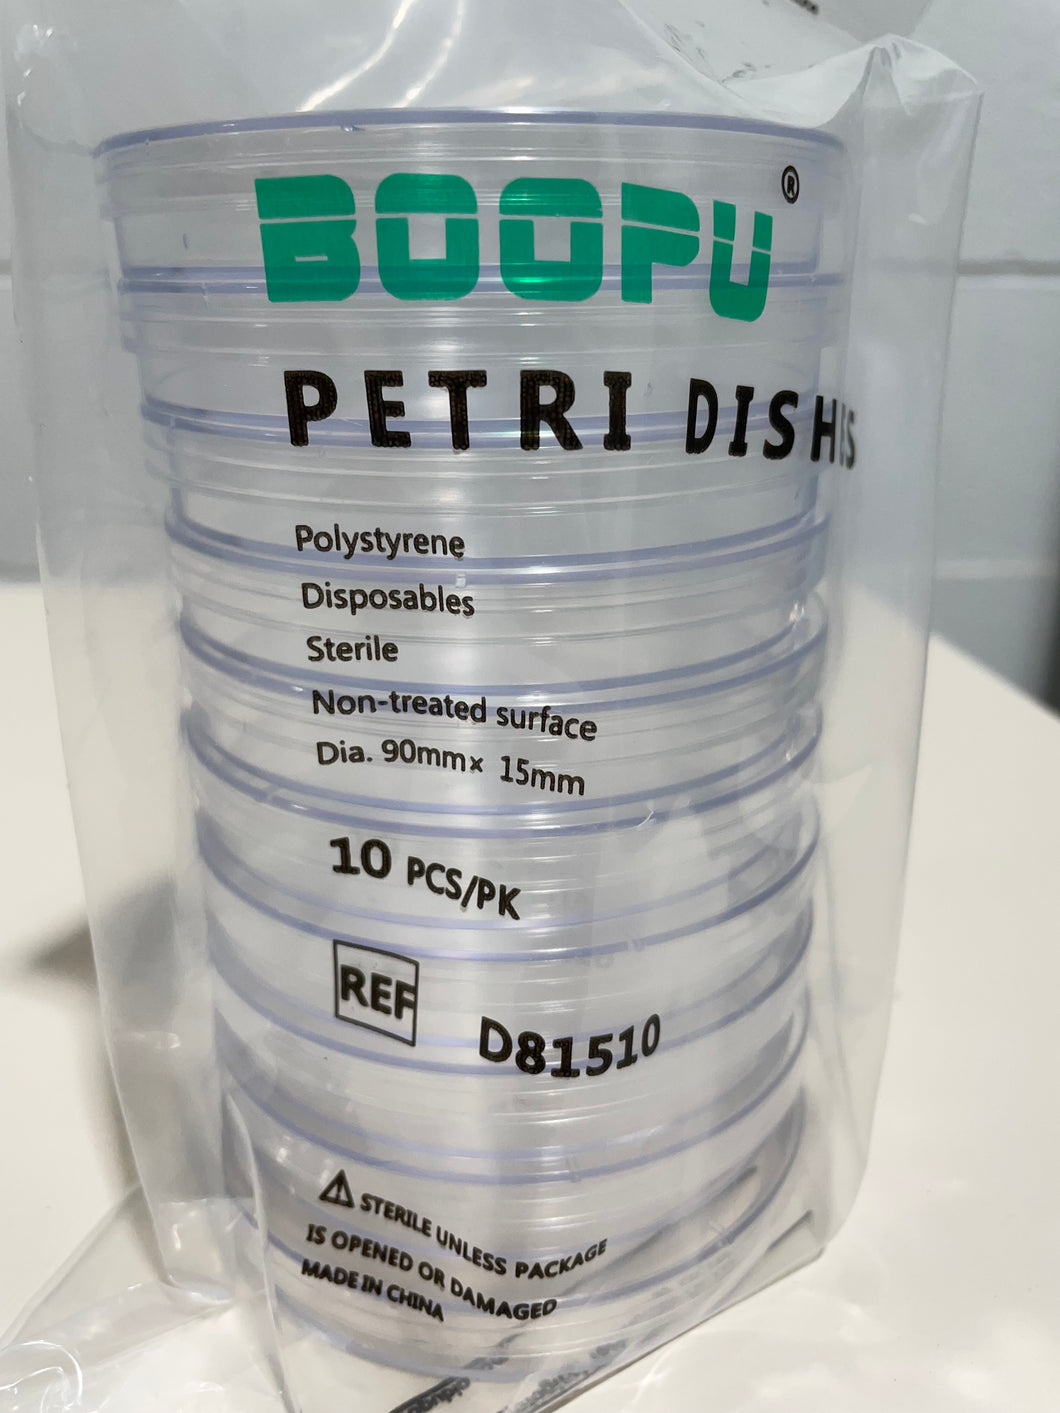 BOOPU®
PETRI DISHES
Polystyrene
Disposables
Sterile
Non-treated surface
Dia. 90mm× 15mm
10 PCS/PK
REF D81510
⚠ STERILE UNLESS PACKAGE
IS OPENED OR DAMAGED
MADE IN CHINA